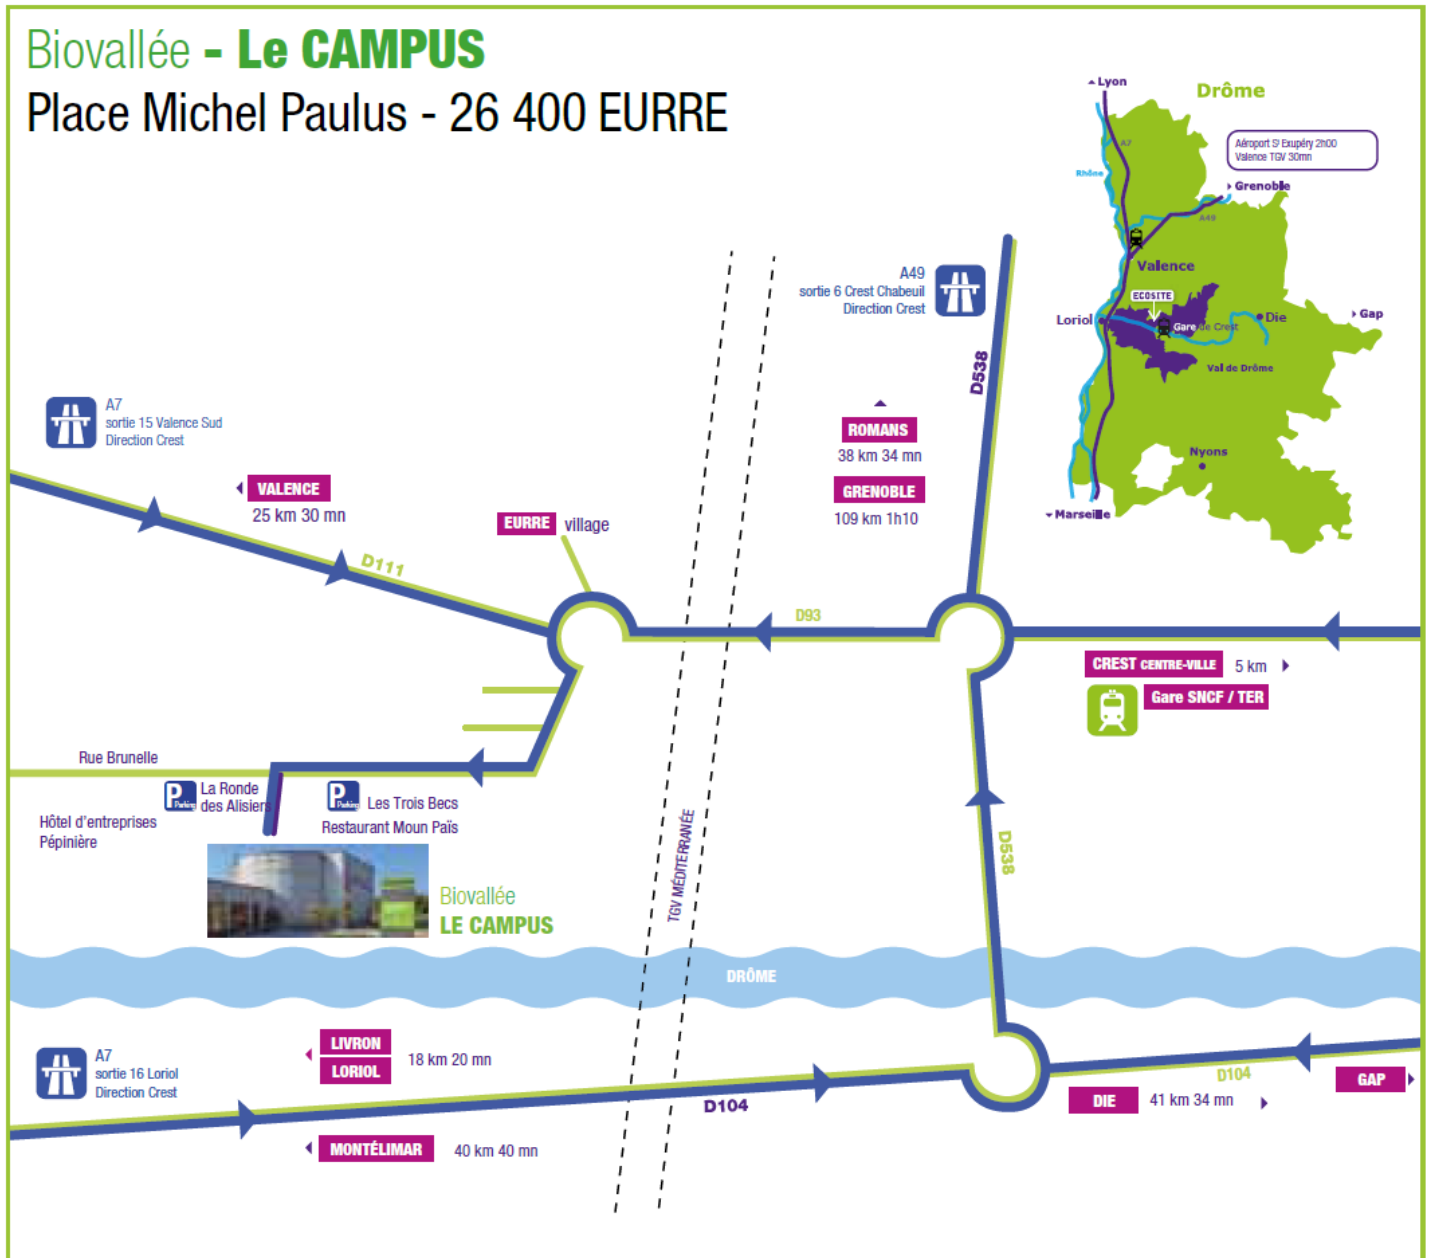 Biovallée - Le CAMPUS
Place Michel Paulus - 26 400 EURRE
Lyon
Drôme
A7
Aéroport St Exupéry 2h00
Valence TGV 30mn
Rhône
Grenoble
A49
Valence
ECOSITE
Loriol
Gare de Crest
Die
Gap
Val de Drôme
Nyons
Marseille
A49
sortie 6 Crest Chabeuil
Direction Crest
D538
A7
sortie 15 Valence Sud
Direction Crest
ROMANS
38 km 34 mn
VALENCE
25 km 30 mn
GRENOBLE
109 km 1h10
EURRE village
D111
D93
CREST CENTRE-VILLE 5 km
Gare SNCF / TER
Rue Brunelle
P
Parking
La Ronde
des Alisiers
P
Parking
Les Trois Becs
Restaurant Moun Païs
Hôtel d'entreprises
Pépinière
TGV MÉDITERRANÉE
D538
Biovallée
LE CAMPUS
DRÔME
A7
sortie 16 Loriol
Direction Crest
LIVRON
LORIOL
18 km 20 mn
D104
D104
GAP
DIE 41 km 34 mn
MONTÉLIMAR 40 km 40 mn